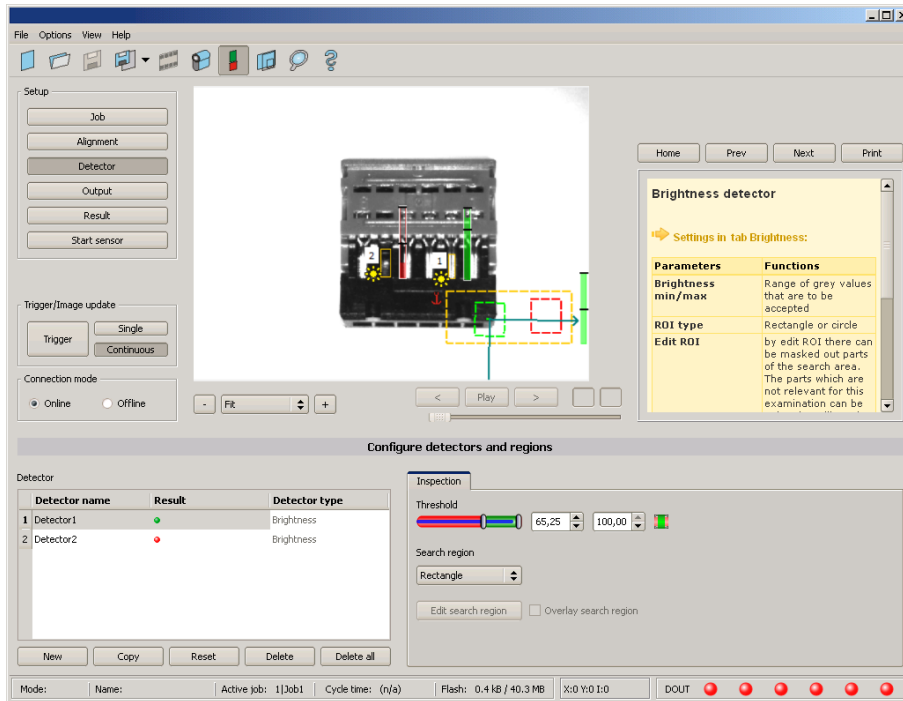 File Options View Help
Setup
Job
Alignment
Detector
Output
Result
Start sensor
Trigger/Image update
Trigger
Single
Continuous
Connection mode
Online
Offline
2
1
- Fit +
< Play >
Home Prev Next Print
Brightness detector
Settings in tab Brightness:
Parameters Functions
Brightness min/max Range of grey values
that are to be
accepted
ROI type Rectangle or circle
Edit ROI by edit ROI there can
be masked out parts
of the search area.
The parts which are
not relevant for this
examination can be
Configure detectors and regions
Detector
Detector name Result Detector type
1 Detector1 Brightness
2 Detector2 Brightness
New Copy Reset Delete Delete all
Inspection
Threshold
65,25 100,00
Search region
Rectangle
Edit search region Overlay search region
Mode: Name: Active job: 1|Job1 Cycle time: (n/a) Flash: 0.4 kB / 40.3 MB X:0 Y:0 I:0 DOUT